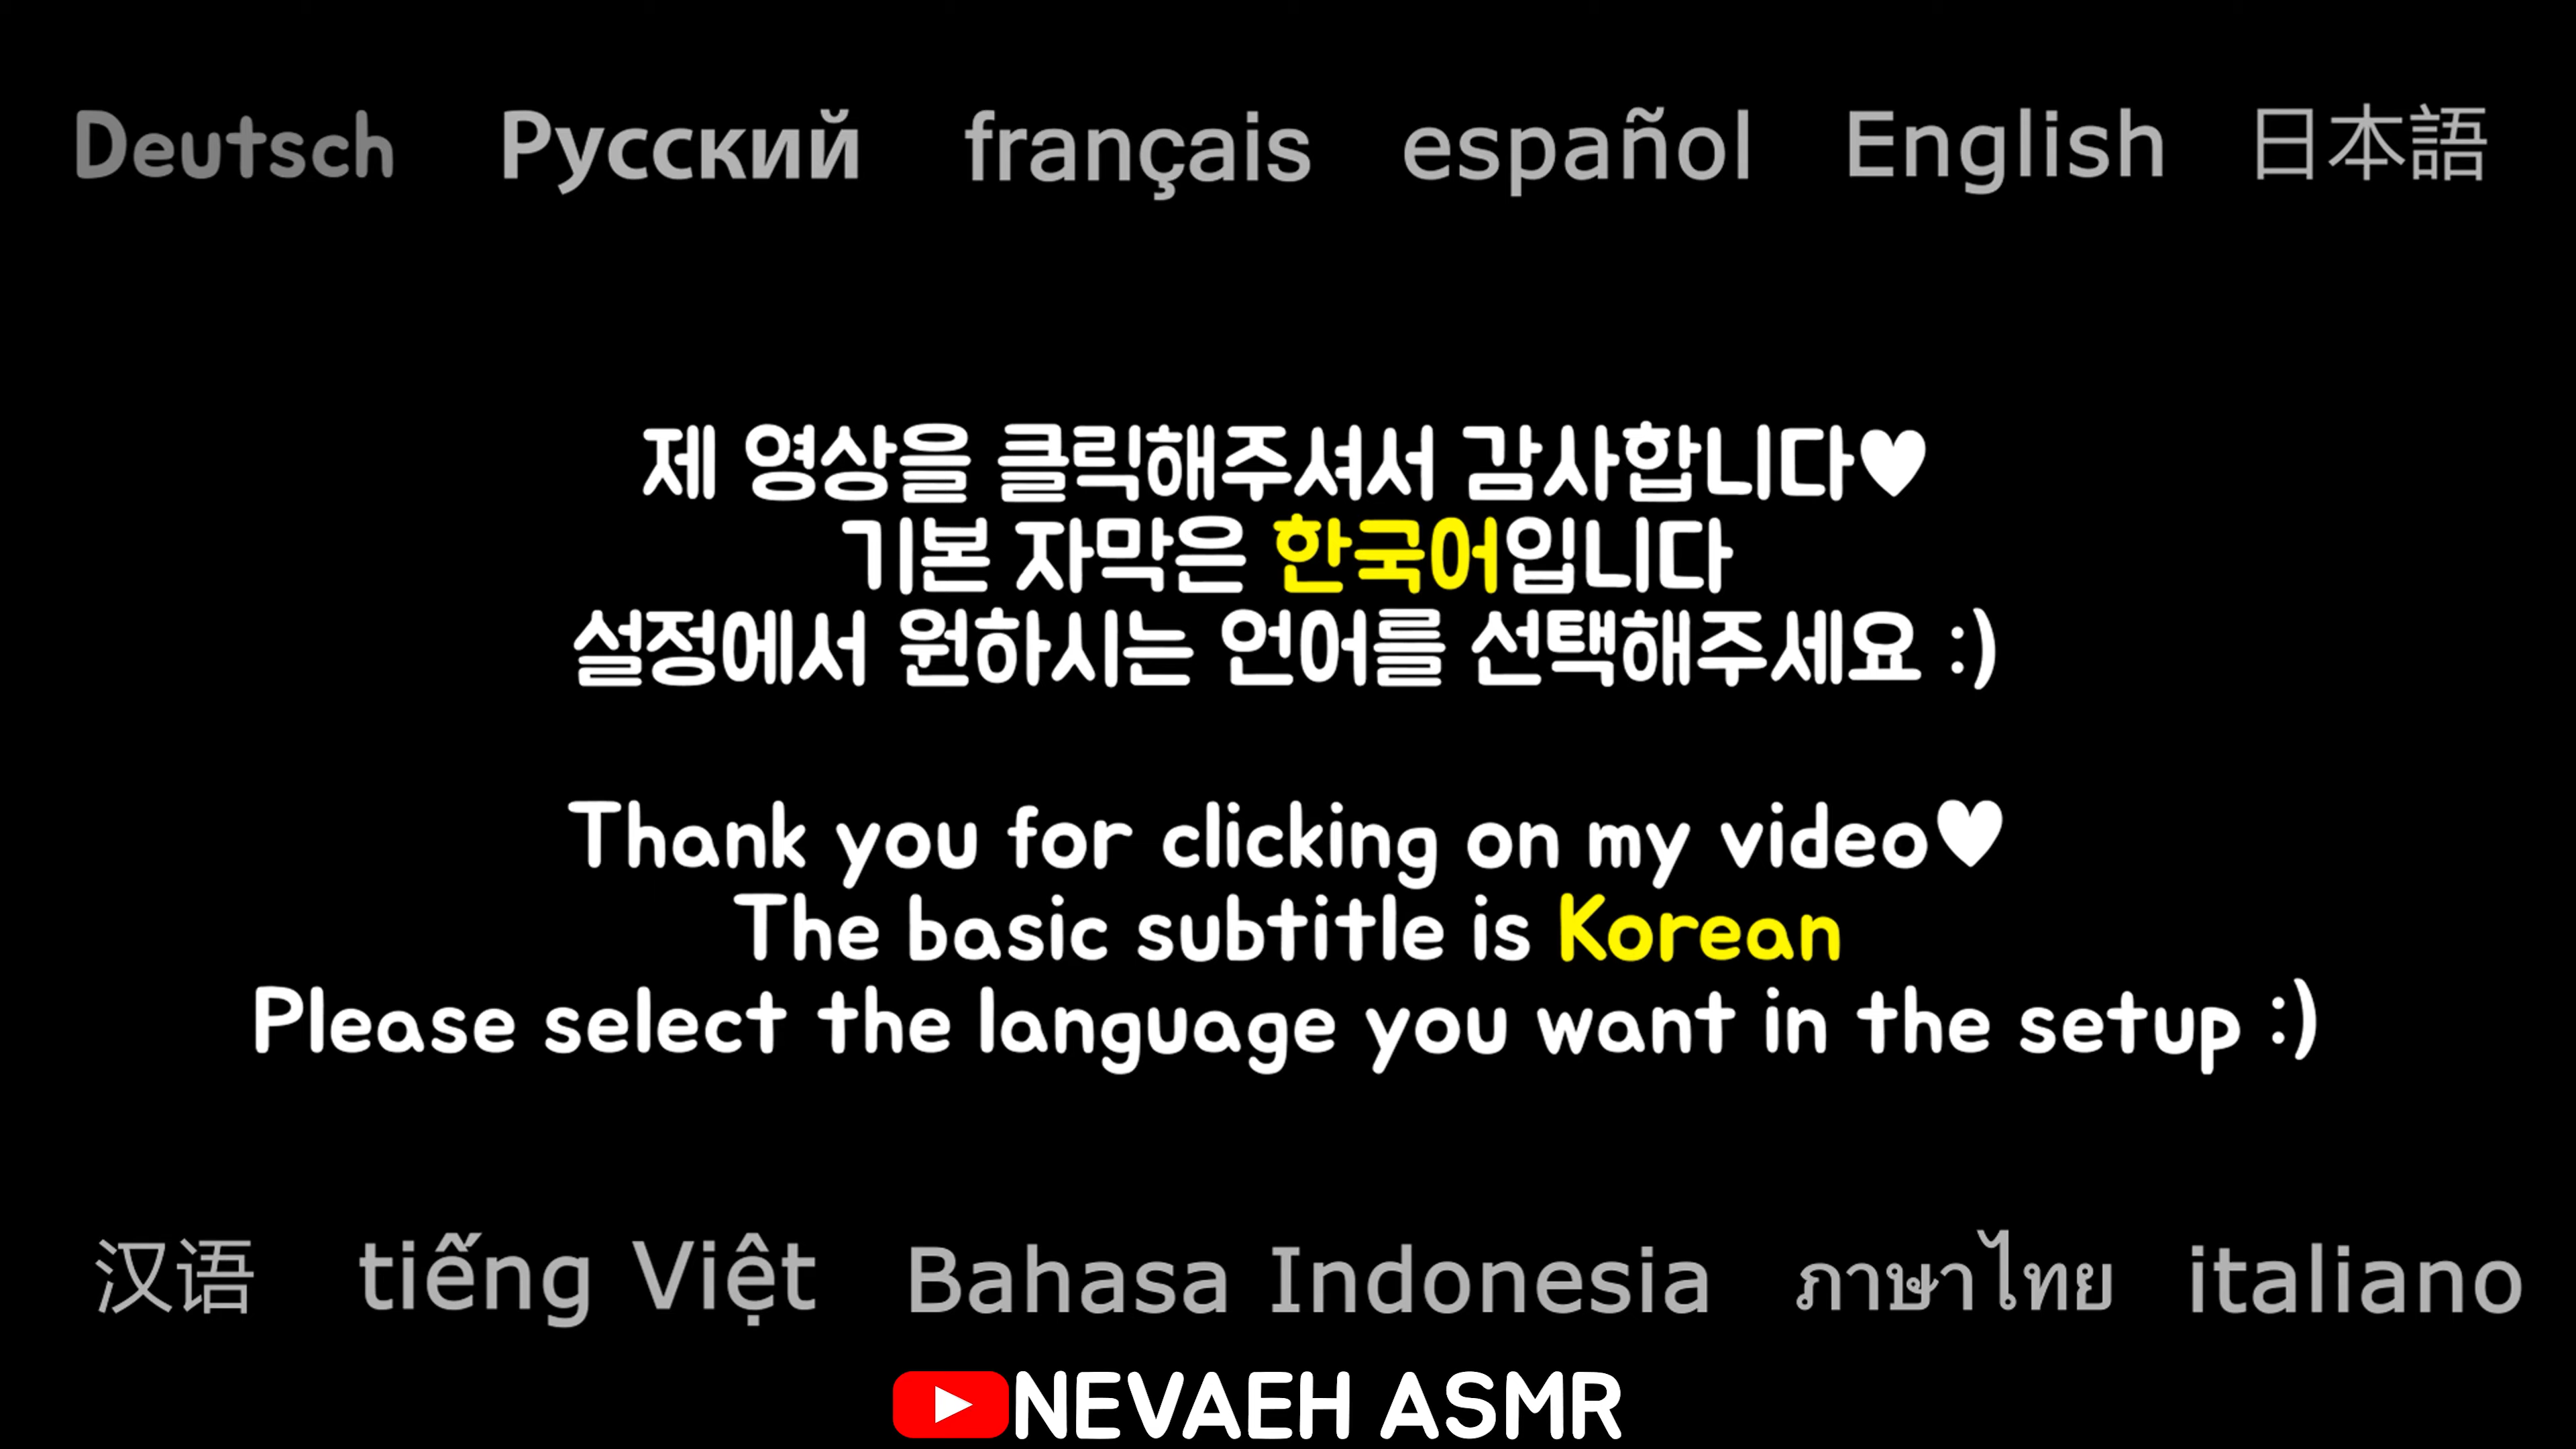 Deutsch Русский français español English 日本語
제 영상을 클릭해주셔서 감사합니다♥
기본 자막은 한국어입니다
설정에서 원하시는 언어를 선택해주세요 :)
Thank you for clicking on my video♥
The basic subtitle is Korean
Please select the language you want in the setup :)
汉语 tiếng Việt Bahasa Indonesia ภาษาไทย italiano
NEVAEH ASMR